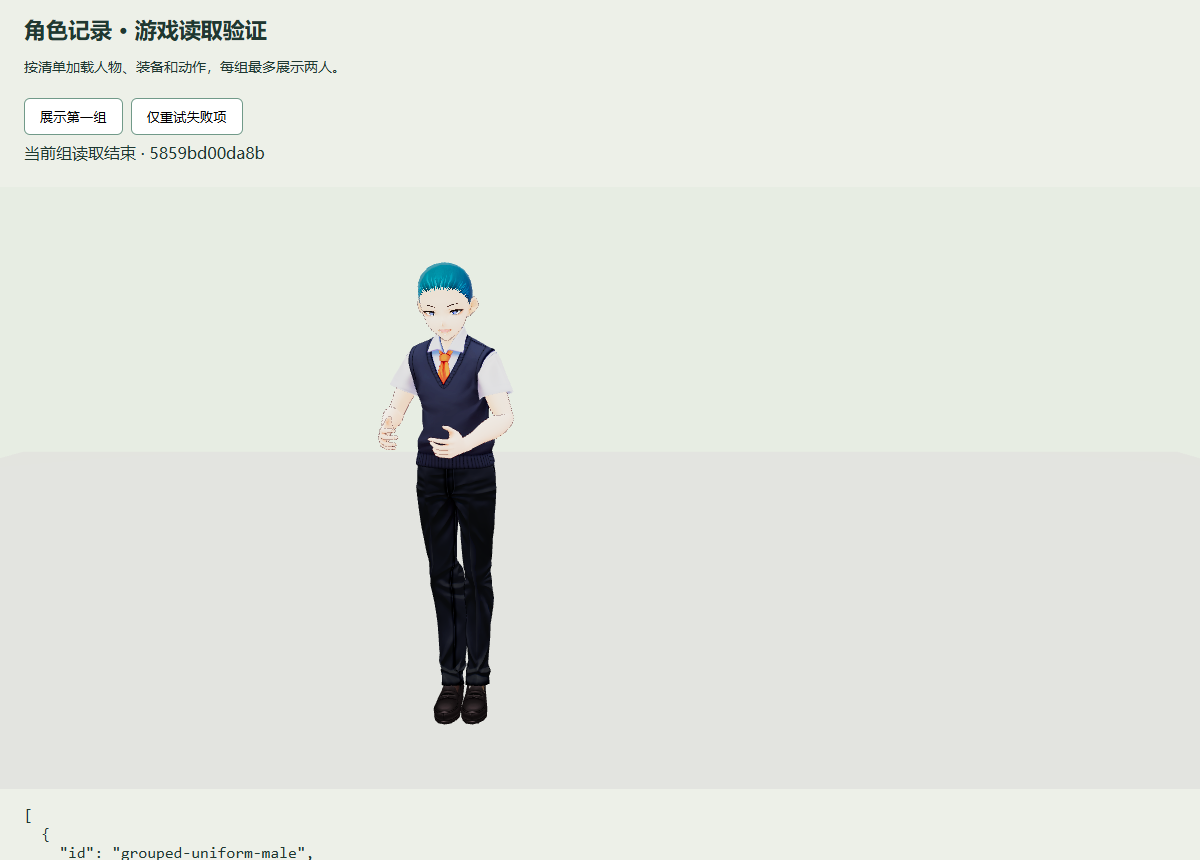 角色记录 • 游戏读取验证
按清单加载人物、装备和动作，每组最多展示两人。
展示第一组 仅重试失败项
当前组读取结束 · 5859bd00da8b
[
{
"id": "grouped-uniform-male",